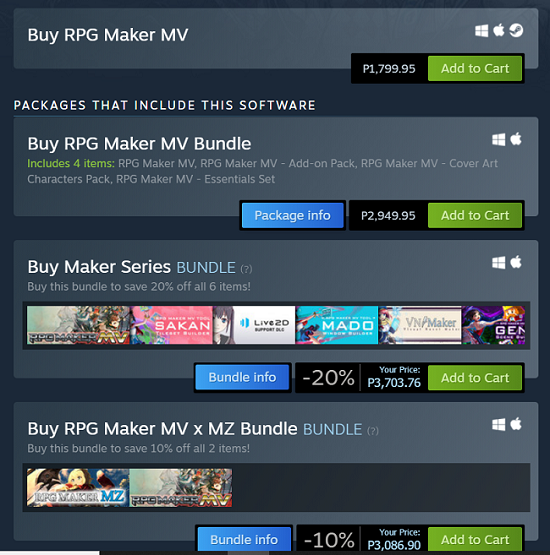 Buy RPG Maker MV
P1,799.95 Add to Cart
PACKAGES THAT INCLUDE THIS SOFTWARE
Buy RPG Maker MV Bundle
Includes 4 items: RPG Maker MV, RPG Maker MV - Add-on Pack, RPG Maker MV - Cover Art
Characters Pack, RPG Maker MV - Essentials Set
Package info P2,949.95 Add to Cart
Buy Maker Series BUNDLE (?)
Buy this bundle to save 20% off all 6 items!
RPG MAKER MV
SAKAN
Live2D
SUPPORT DLC
MADO
WINDOW BUILDER
VN Maker
GEN
Bundle info -20% Your Price:
P3,703.76 Add to Cart
Buy RPG Maker MV x MZ Bundle BUNDLE (?)
Buy this bundle to save 10% off all 2 items!
RPG MAKER MZ RPG MAKER MV
Bundle info -10% Your Price:
P3,086.90 Add to Cart